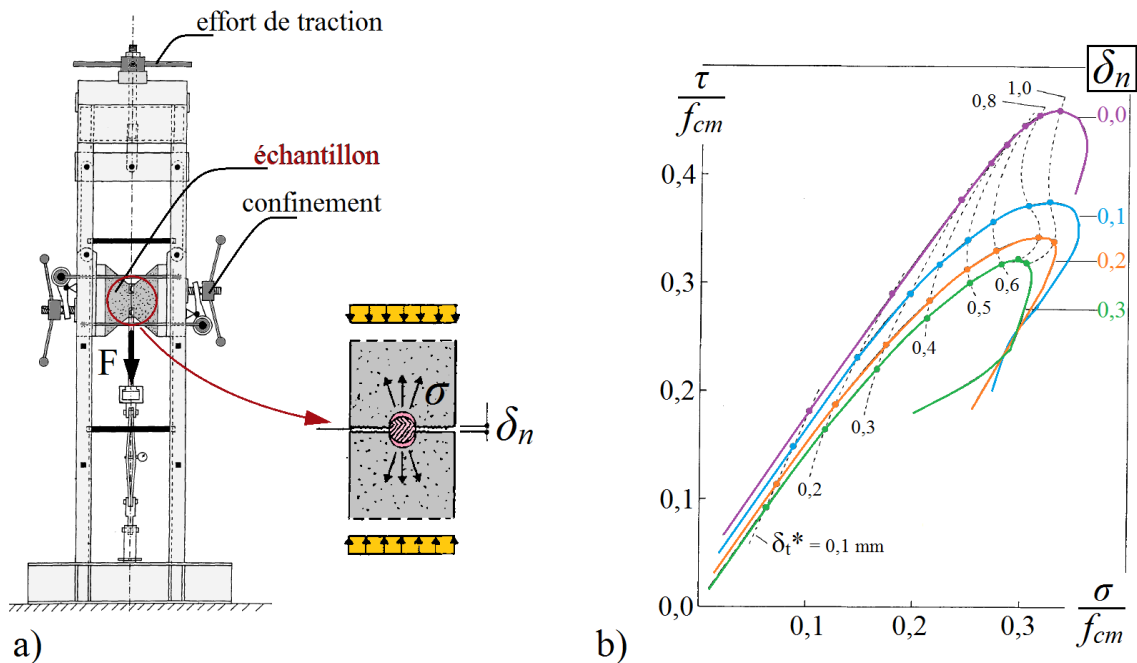 effort de traction
échantillon
confinement
F
σ
δn
a)
τ
fcm
δn
1,0
0,8
0,0
0,4
0,1
0,2
0,3
0,3
0,6
0,5
0,4
0,2
0,3
0,2
0,1
δt* = 0,1 mm
0,0
0,1
0,2
0,3
σ
fcm
b)